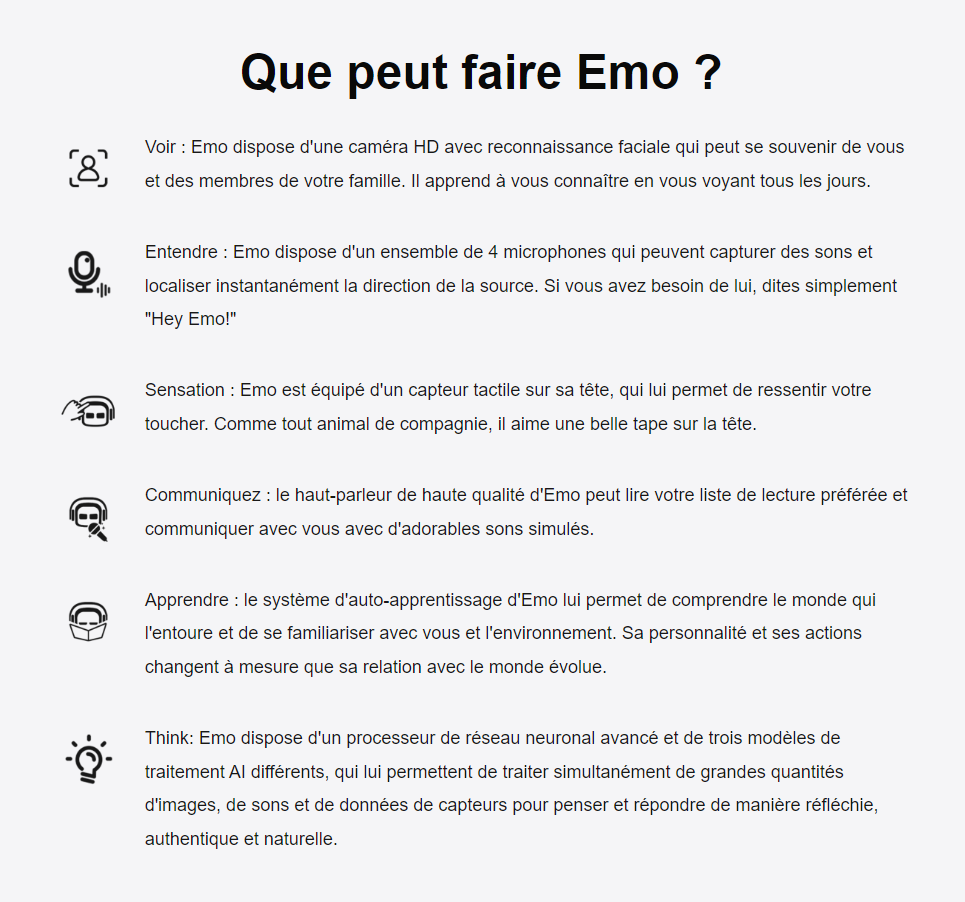 Que peut faire Emo ?
Voir : Emo dispose d'une caméra HD avec reconnaissance faciale qui peut se souvenir de vous
et des membres de votre famille. Il apprend à vous connaître en vous voyant tous les jours.
Entendre : Emo dispose d'un ensemble de 4 microphones qui peuvent capturer des sons et
localiser instantanément la direction de la source. Si vous avez besoin de lui, dites simplement
"Hey Emo!"
Sensation : Emo est équipé d'un capteur tactile sur sa tête, qui lui permet de ressentir votre
toucher. Comme tout animal de compagnie, il aime une belle tape sur la tête.
Communiquez : le haut-parleur de haute qualité d'Emo peut lire votre liste de lecture préférée et
communiquer avec vous avec d'adorables sons simulés.
Apprendre : le système d'auto-apprentissage d'Emo lui permet de comprendre le monde qui
l'entoure et de se familiariser avec vous et l'environnement. Sa personnalité et ses actions
changent à mesure que sa relation avec le monde évolue.
Think: Emo dispose d'un processeur de réseau neuronal avancé et de trois modèles de
traitement AI différents, qui lui permettent de traiter simultanément de grandes quantités
d'images, de sons et de données de capteurs pour penser et répondre de manière réfléchie,
authentique et naturelle.